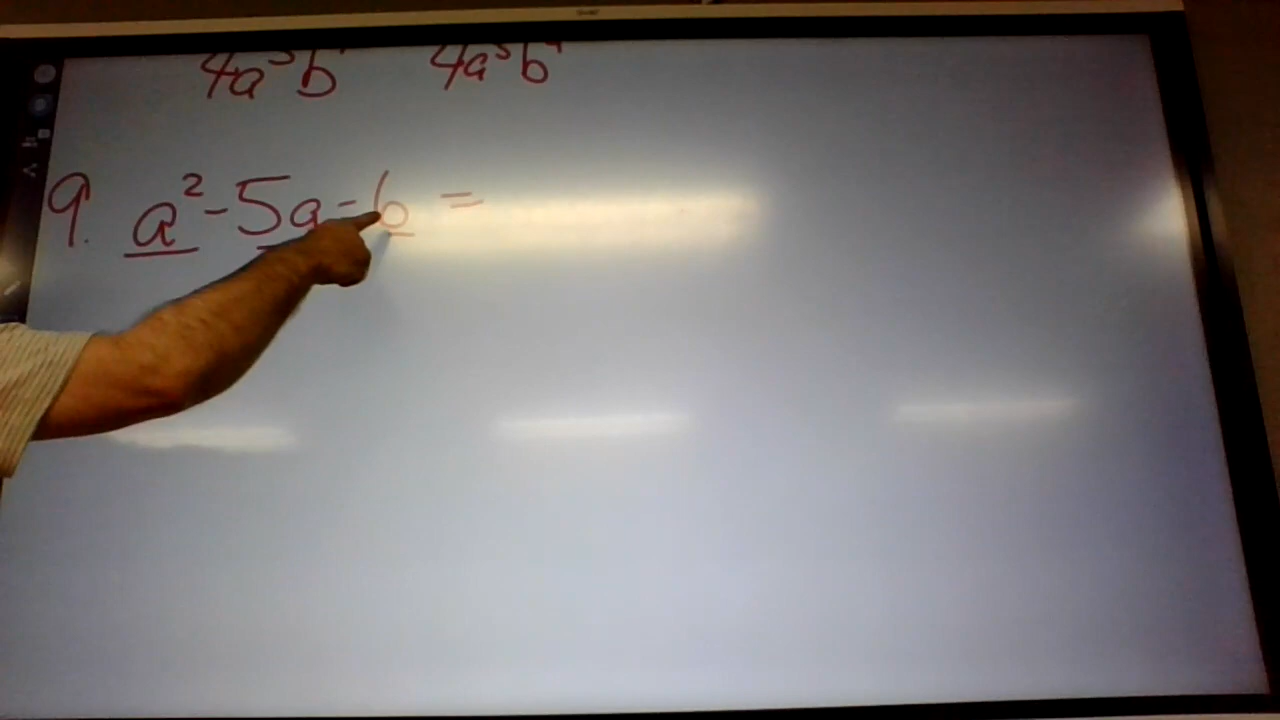 4a³b 4a³b
9. a² - 5a - 6 =